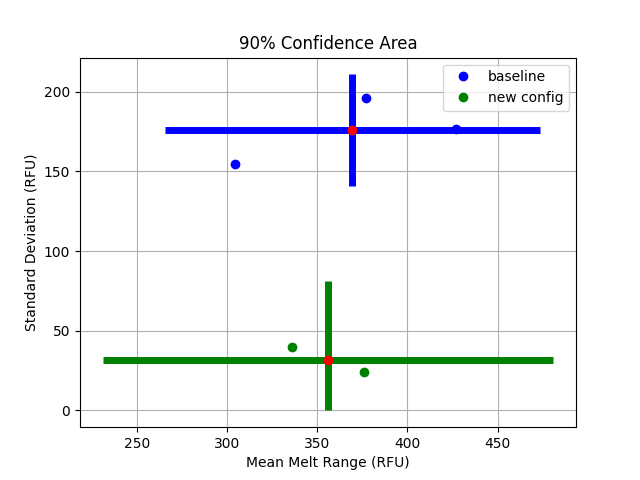 90% Confidence Area
baseline
new config
200
150
100
50
0
Standard Deviation (RFU)
250 300 350 400 450
Mean Melt Range (RFU)